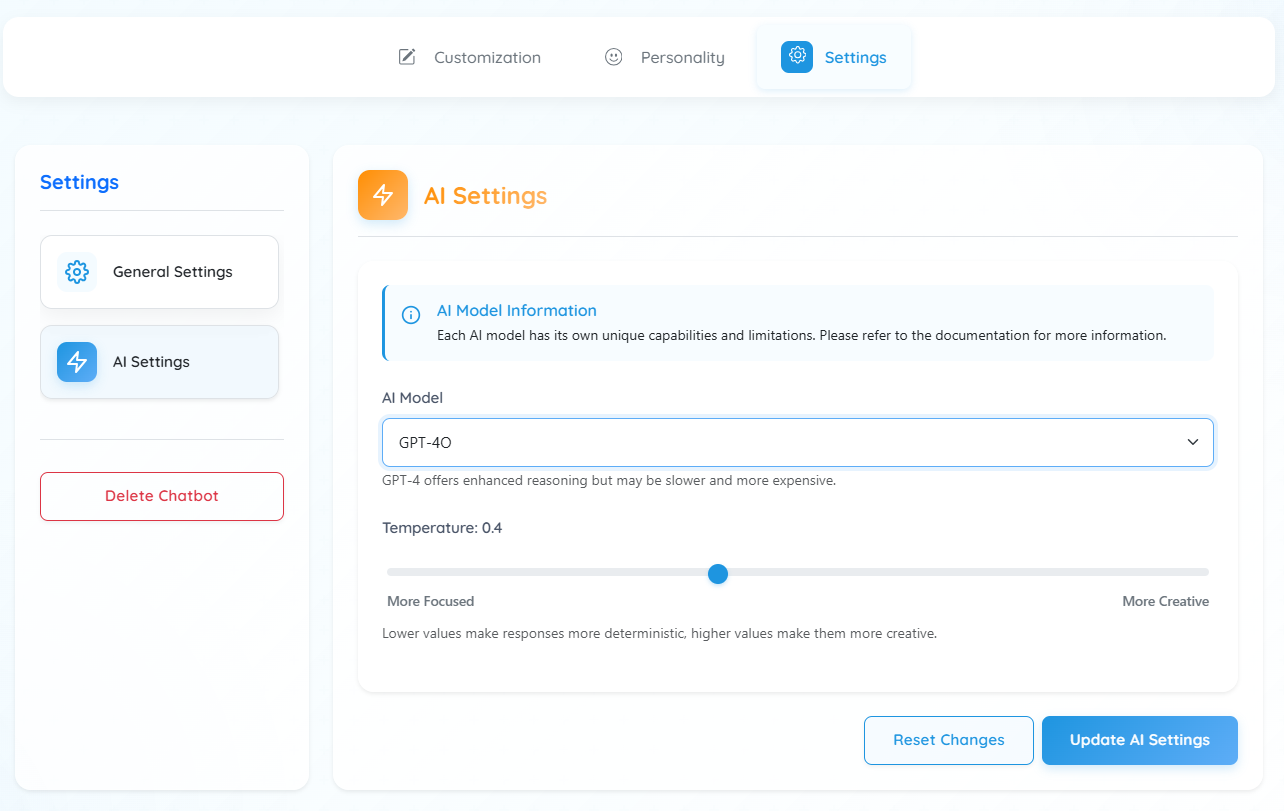 Customization
Personality
Settings
Settings
General Settings
AI Settings
Delete Chatbot
AI Settings
AI Model Information
Each AI model has its own unique capabilities and limitations. Please refer to the documentation for more information.
AI Model
GPT-4O
GPT-4 offers enhanced reasoning but may be slower and more expensive.
Temperature: 0.4
More Focused
More Creative
Lower values make responses more deterministic, higher values make them more creative.
Reset Changes
Update AI Settings